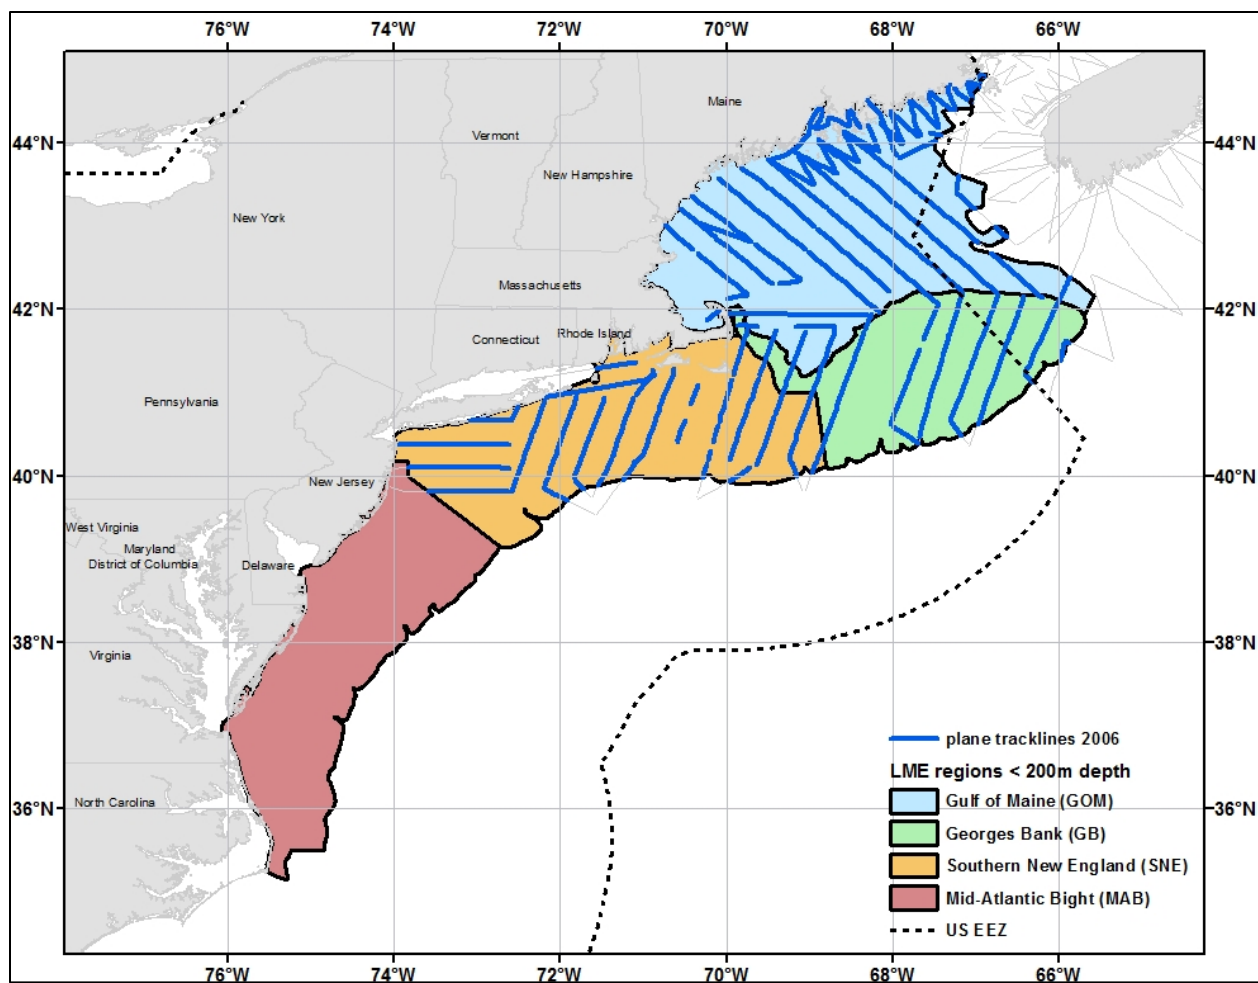 76°W 74°W 72°W 70°W 68°W 66°W
Maine
44°N 44°N
Vermont
New Hampshire
New York
Massachusetts
42°N 42°N
Connecticut
Rhode Island
Pennsylvania
40°N 40°N
New Jersey
West Virginia
Maryland
District of Columbia
Delaware
38°N 38°N
Virginia
plane tracklines 2006
LME regions < 200m depth
North Carolina
36°N 36°N
Gulf of Maine (GOM)
Georges Bank (GB)
Southern New England (SNE)
Mid-Atlantic Bight (MAB)
US EEZ
76°W 74°W 72°W 70°W 68°W 66°W